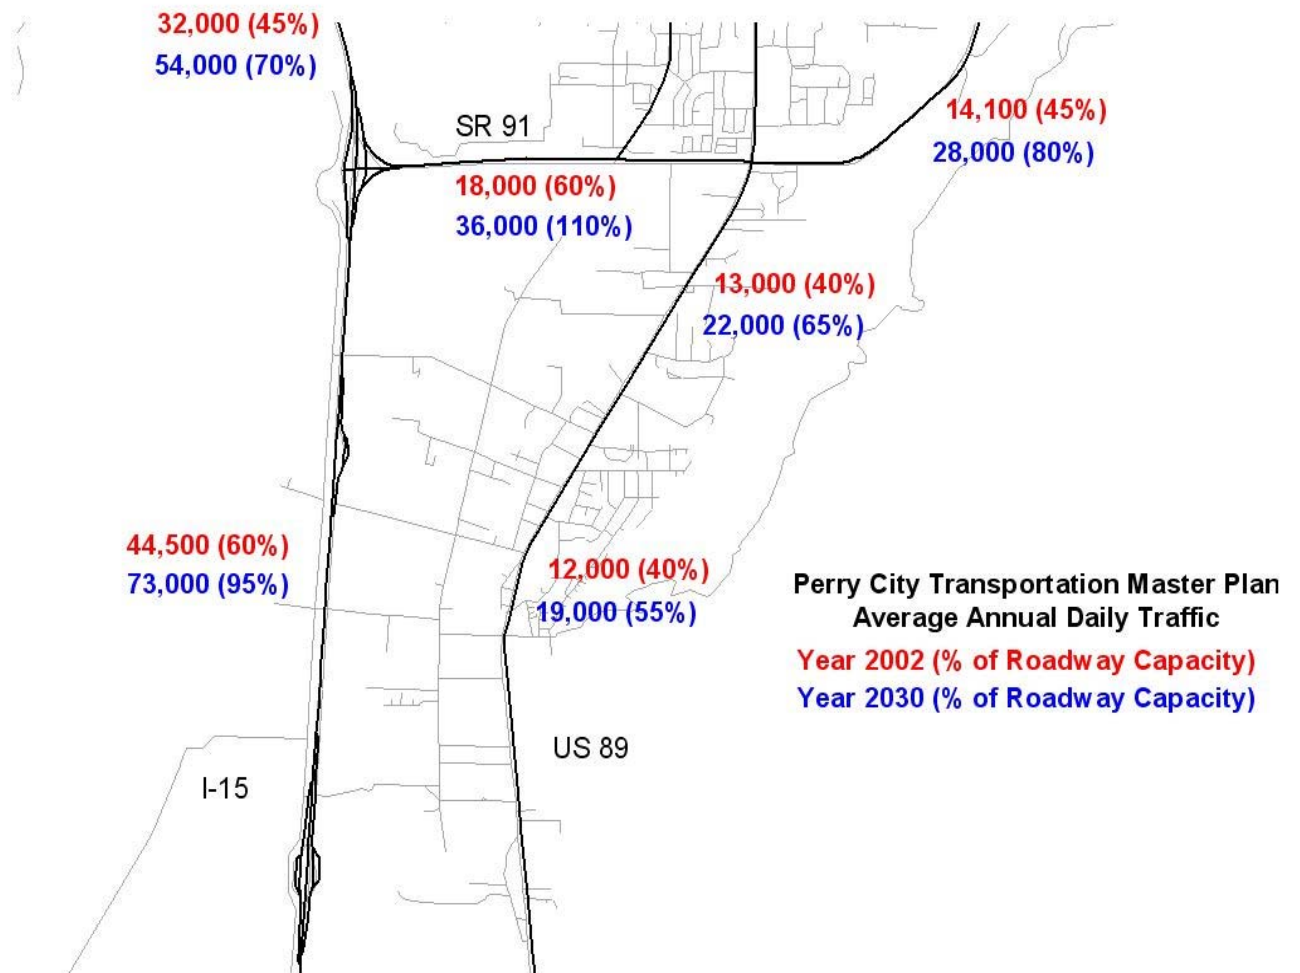 32,000 (45%)
54,000 (70%)
14,100 (45%)
28,000 (80%)
SR 91
18,000 (60%)
36,000 (110%)
13,000 (40%)
22,000 (65%)
44,500 (60%)
73,000 (95%)
12,000 (40%)
19,000 (55%)
Perry City Transportation Master Plan
Average Annual Daily Traffic
Year 2002 (% of Roadway Capacity)
Year 2030 (% of Roadway Capacity)
US 89
I-15